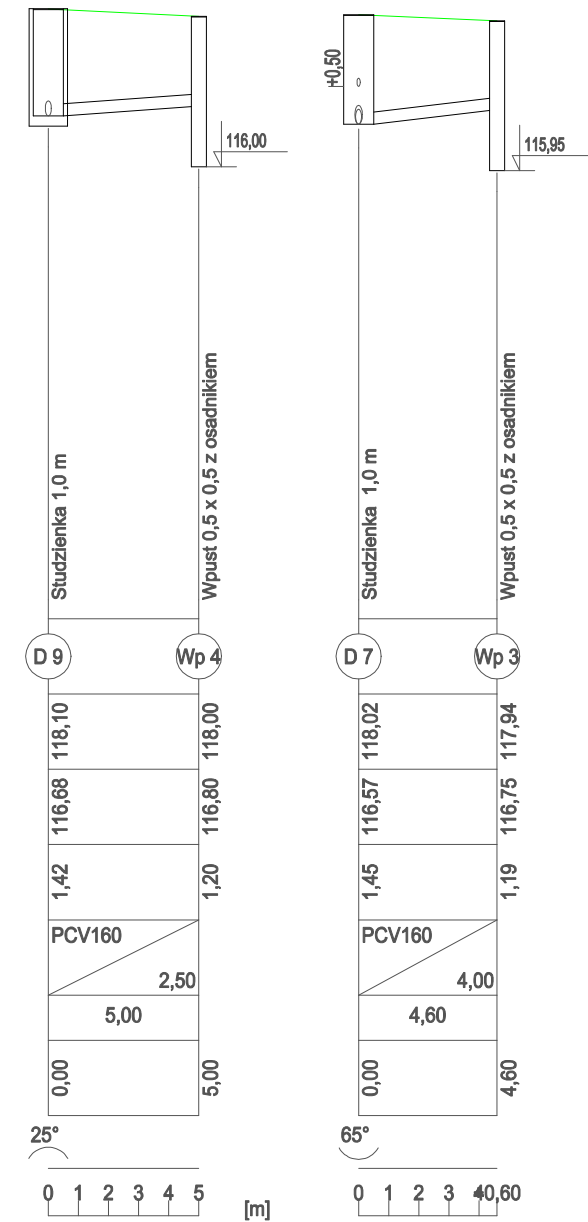 +0,50
116,00
115,95
Studzienka 1,0 m
Wpust 0,5 x 0,5 z osadnikiem
Studzienka 1,0 m
Wpust 0,5 x 0,5 z osadnikiem
D 9
Wp 4
D 7
Wp 3
118,10
118,00
118,02
117,94
116,68
116,80
116,57
116,75
1,42
1,20
1,45
1,19
PCV160
2,50
PCV160
4,00
5,00
4,60
0,00
5,00
0,00
4,60
25°
65°
0 1 2 3 4 5
[m]
0 1 2 3